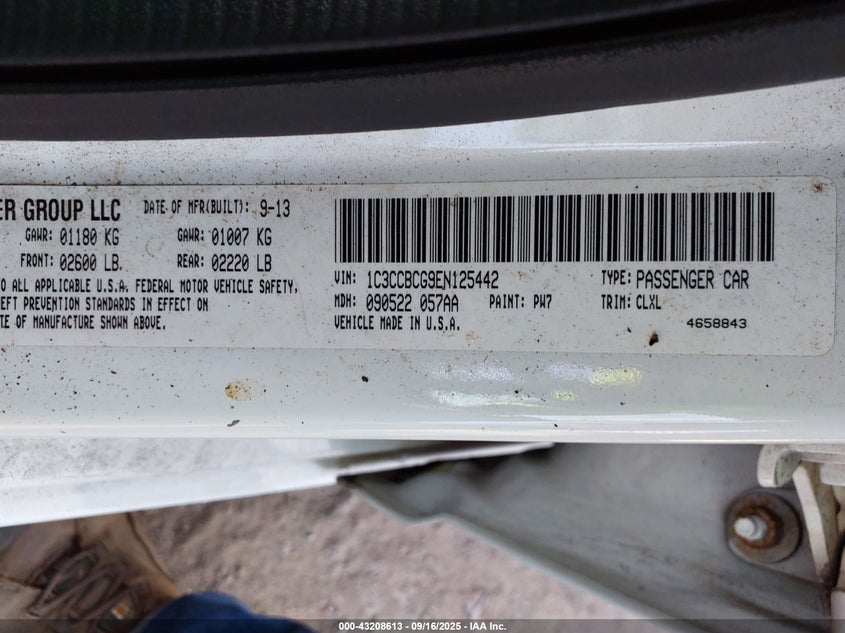 ER GROUP LLC DATE OF MFR(BUILT): 9-13
GAWR: 01180 KG GAWR: 01007 KG
FRONT: 02600 LB. REAR: 02220 LB
O ALL APPLICABLE U.S.A. FEDERAL MOTOR VEHICLE SAFETY,
EFT PREVENTION STANDARDS IN EFFECT ON
TE OF MANUFACTURE SHOWN ABOVE.
VIN: 1C3CCBCG9EN125442 TYPE: PASSENGER CAR
MDH: 090522 057AA PAINT: PW7 TRIM: CLXL
VEHICLE MADE IN U.S.A. 4658843
000-43208613 - 09/16/2025 - IAA Inc.